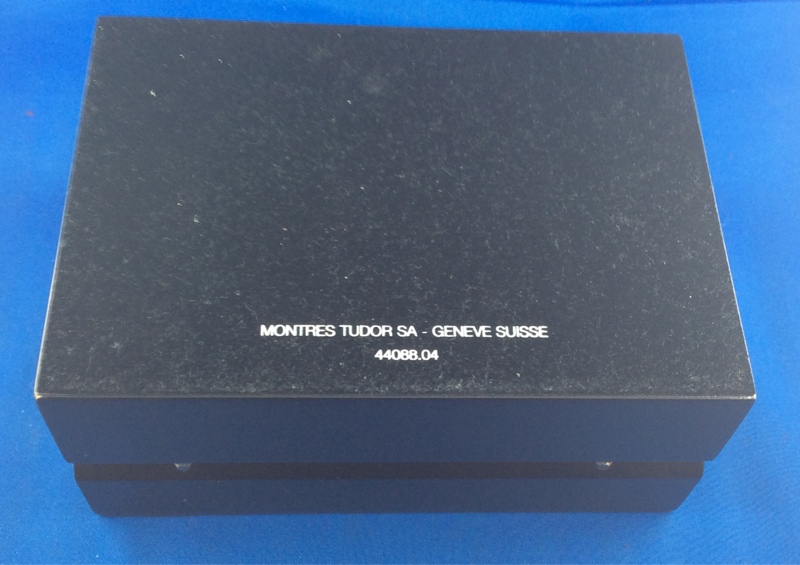 MONTRES TUDOR SA - GENEVE SUISSE
44088.04